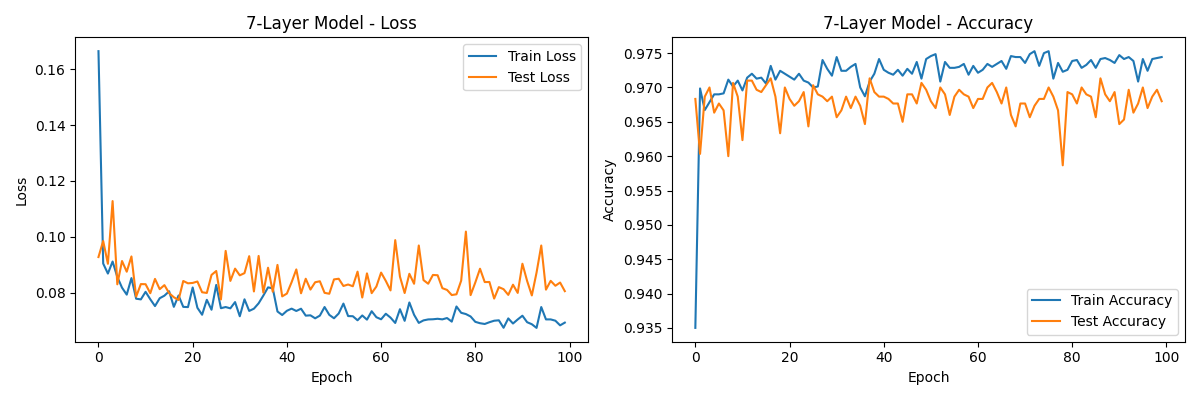 7-Layer Model - Loss
Train Loss
Test Loss
0.16
0.14
0.12
0.10
0.08
Loss
0
20
40
60
80
100
Epoch
7-Layer Model - Accuracy
0.975
0.970
0.965
0.960
0.955
0.950
0.945
0.940
0.935
Accuracy
Train Accuracy
Test Accuracy
0
20
40
60
80
100
Epoch